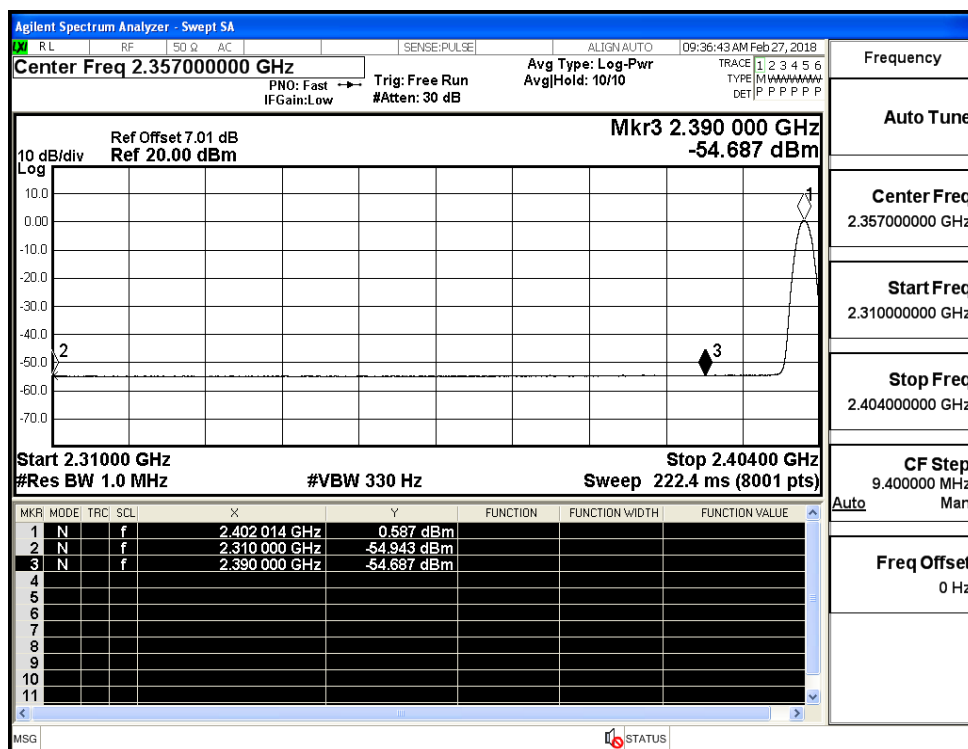 Agilent Spectrum Analyzer - Swept SA
LXI RL RF 50 Ω AC SENSE:PULSE ALIGN AUTO 09:36:43 AM Feb 27, 2018
Center Freq 2.357000000 GHz
PNO: Fast
IFGain:Low
Trig: Free Run
#Atten: 30 dB
Avg Type: Log-Pwr
Avg|Hold: 10/10
TRACE 1 2 3 4 5 6
TYPE M WWWWW
DET P P P P P P
Mkr3 2.390 000 GHz
-54.687 dBm
Ref Offset 7.01 dB
10 dB/div Ref 20.00 dBm
Log
10.0
0.00
-10.0
-20.0
-30.0
-40.0
-50.0
-60.0
-70.0
1
2
3
Start 2.31000 GHz Stop 2.40400 GHz
#Res BW 1.0 MHz #VBW 330 Hz Sweep 222.4 ms (8001 pts)
MKR MODE TRC SCL X Y FUNCTION FUNCTION WIDTH FUNCTION VALUE
1 N f 2.402 014 GHz 0.587 dBm
2 N f 2.310 000 GHz -54.943 dBm
3 N f 2.390 000 GHz -54.687 dBm
4
5
6
7
8
9
10
11
MSG STATUS
Frequency
Auto Tune
Center Freq
2.357000000 GHz
Start Freq
2.310000000 GHz
Stop Freq
2.404000000 GHz
CF Step
9.400000 MHz
Auto Man
Freq Offset
0 Hz